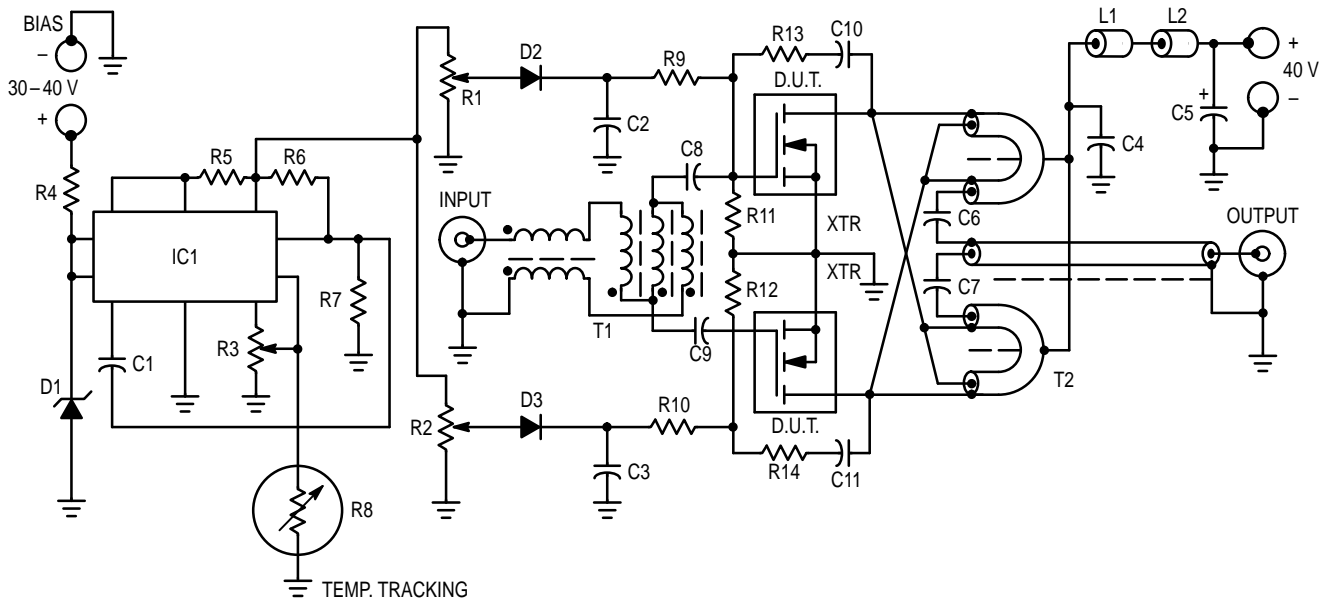 BIAS
–
30–40 V
+
R4
D1
IC1
R5
R6
R7
C1
R3
R8
TEMP. TRACKING
R1
D2
C2
R9
R2
D3
C3
R10
INPUT
T1
C8
C9
R11
R12
R13
C10
D.U.T.
XTR
XTR
D.U.T.
R14
C11
C6
C7
T2
L1
L2
C4
+
C5
+
40 V
–
OUTPUT